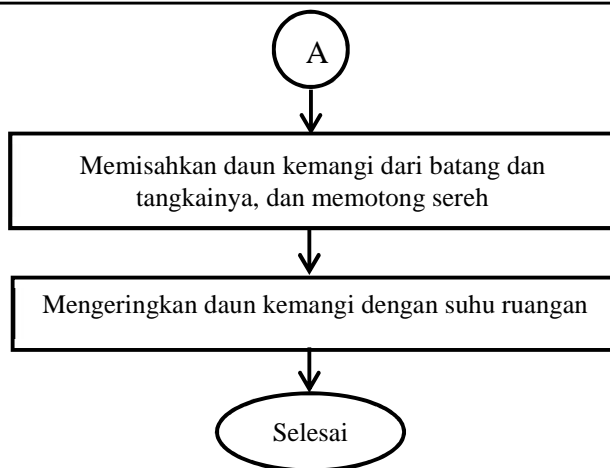 A
Memisahkan daun kemangi dari batang dan
tangkainya, dan memotong sereh
Mengeringkan daun kemangi dengan suhu ruangan
Selesai